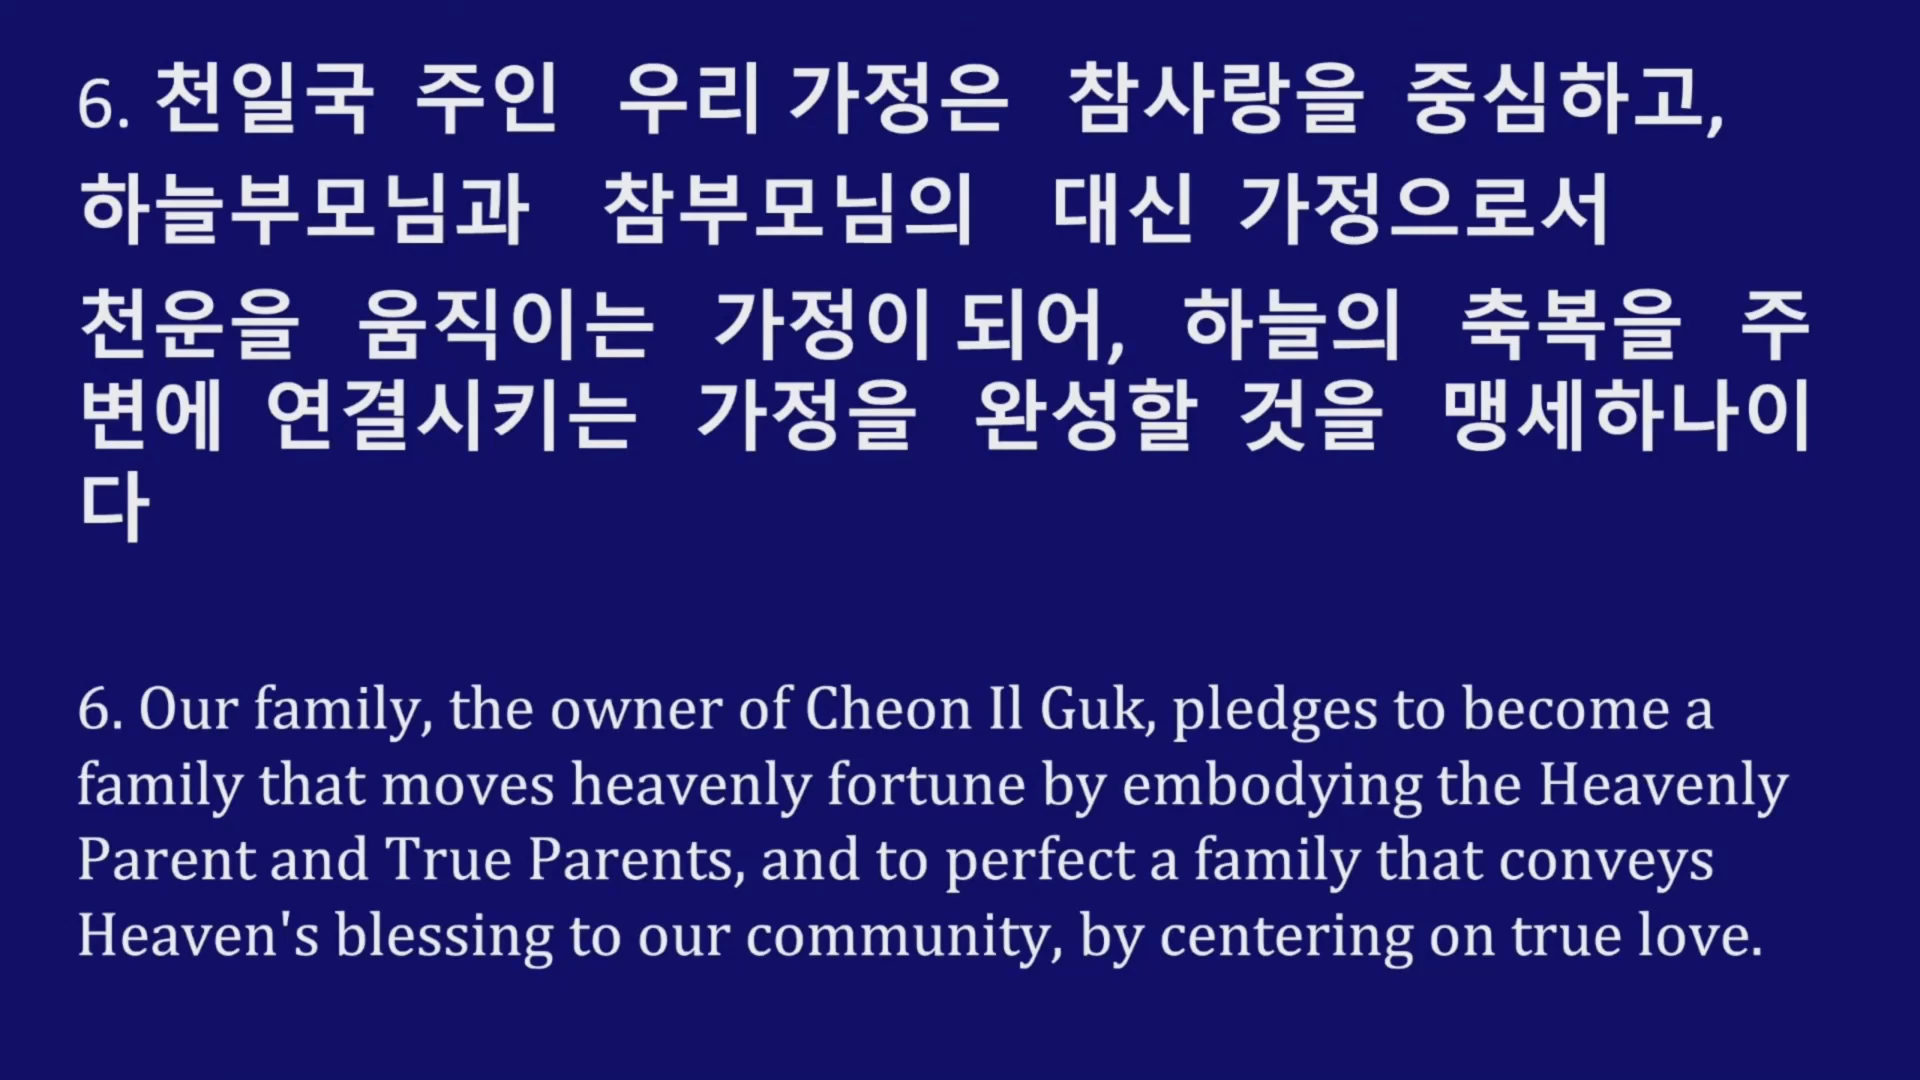 6. 천일국 주인 우리 가정은 참사랑을 중심하고,
하늘부모님과 참부모님의 대신 가정으로서
천운을 움직이는 가정이 되어, 하늘의 축복을 주
변에 연결시키는 가정을 완성할 것을 맹세하나이
다
6. Our family, the owner of Cheon Il Guk, pledges to become a
family that moves heavenly fortune by embodying the Heavenly
Parent and True Parents, and to perfect a family that conveys
Heaven's blessing to our community, by centering on true love.